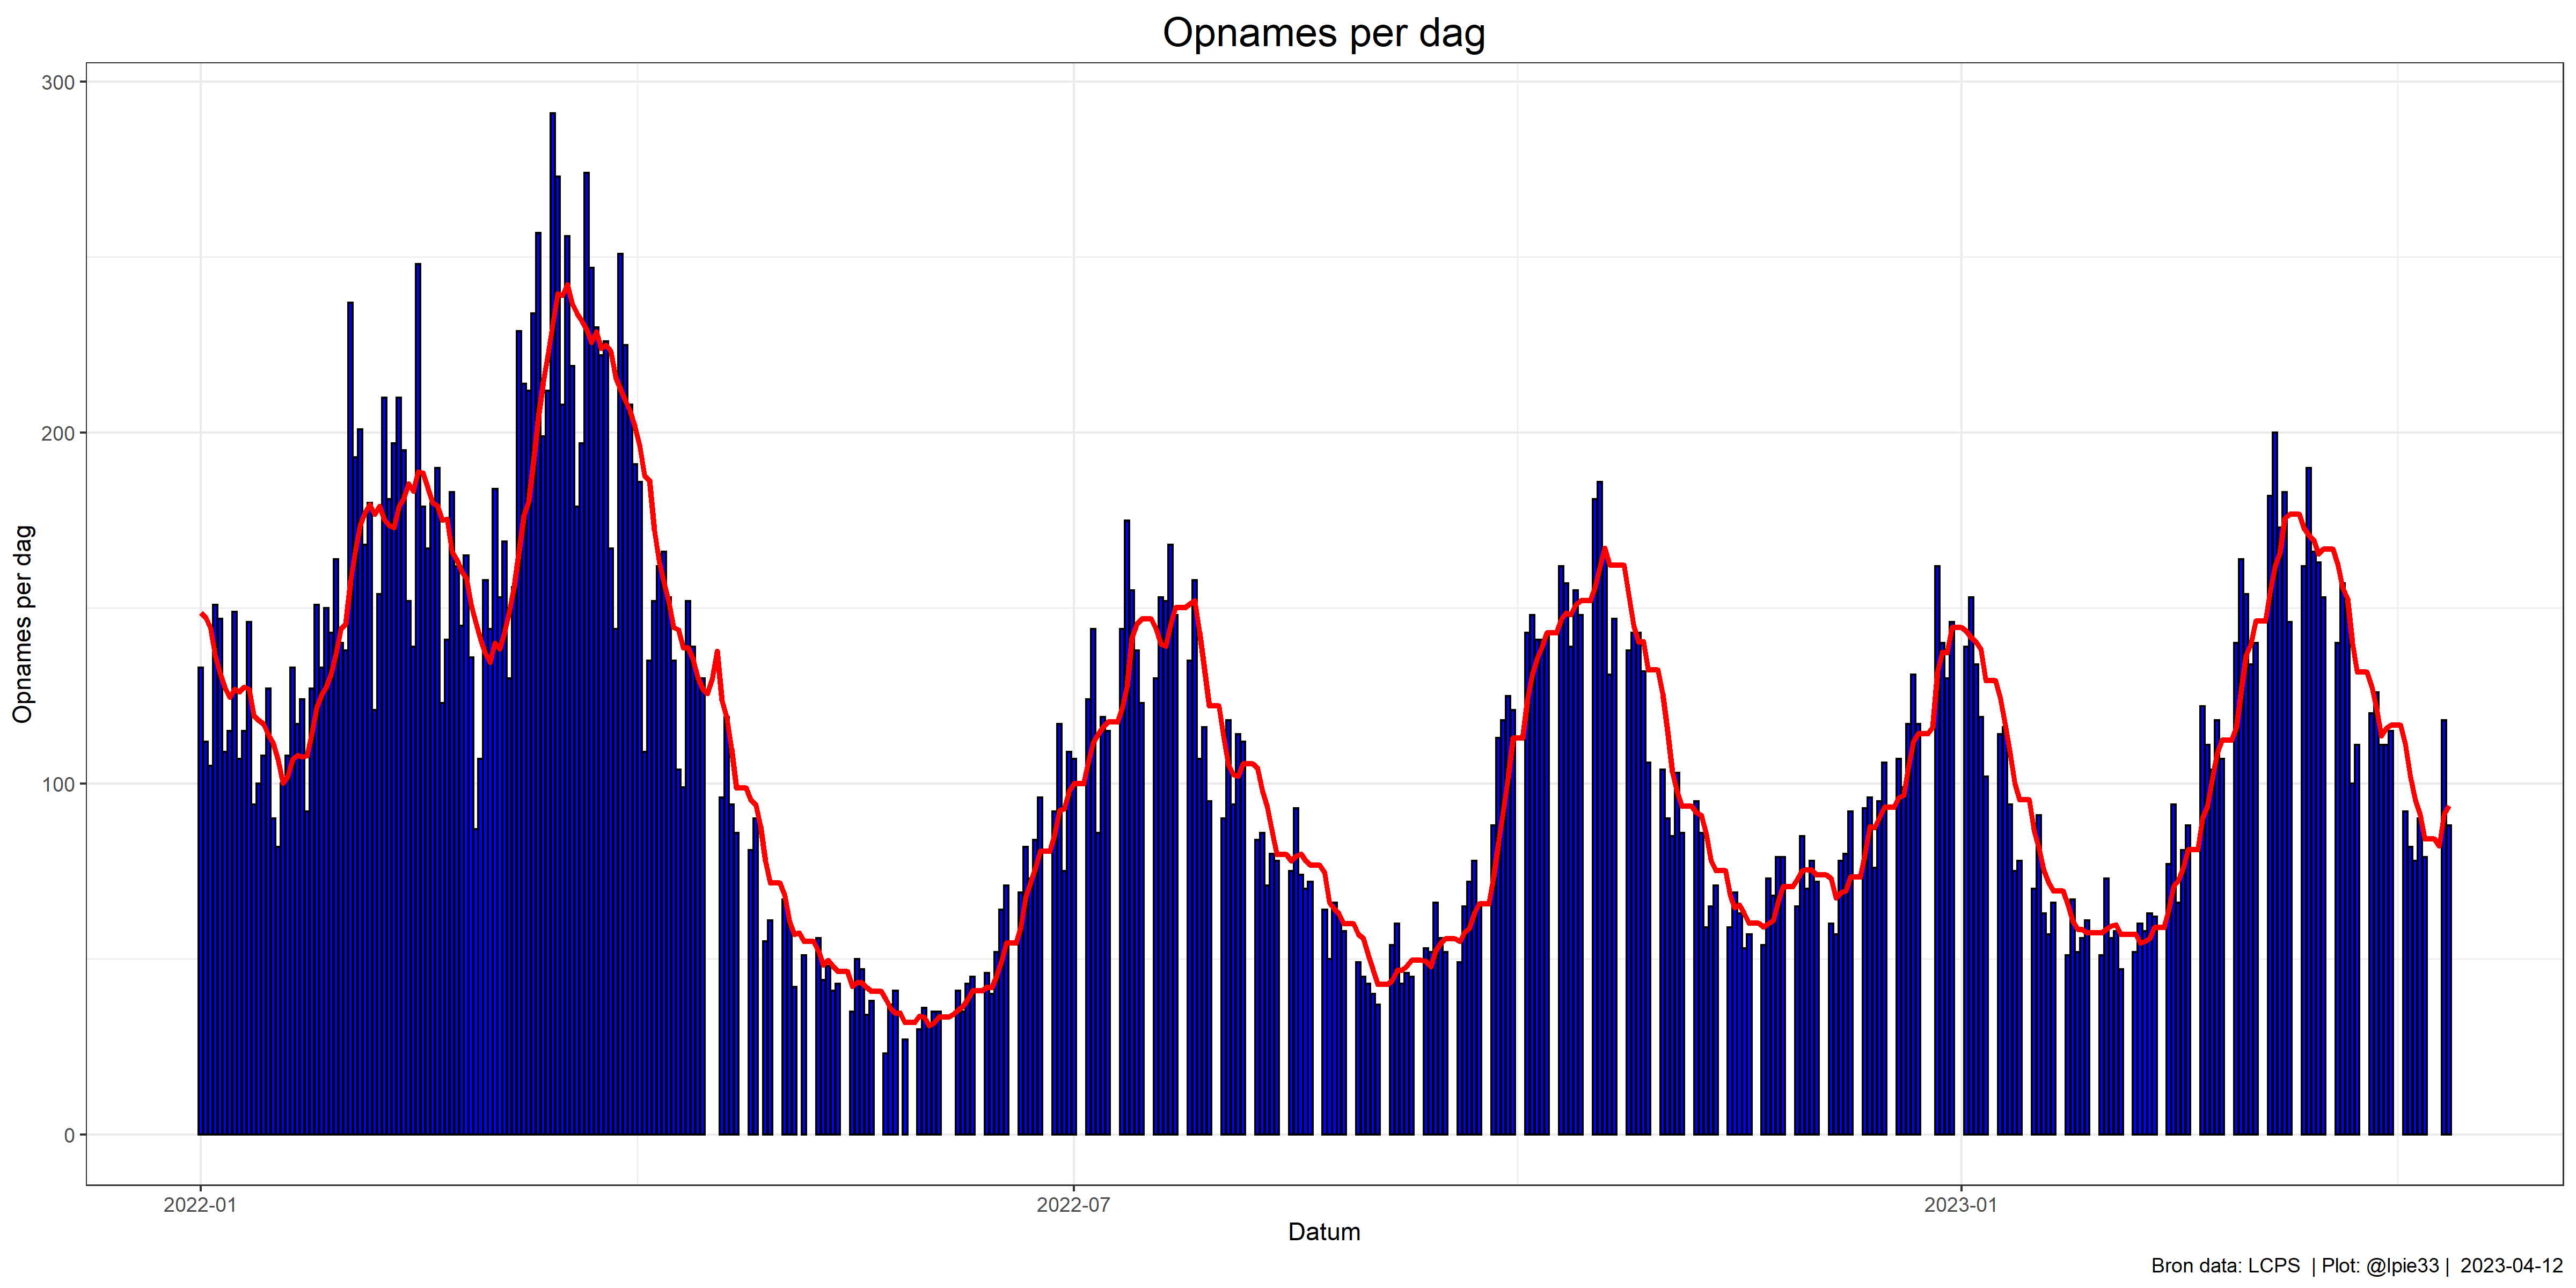 Opnames per dag
300
200
100
0
Opnames per dag
2022-01
2022-07
2023-01
Datum
Bron data: LCPS | Plot: @lpie33 | 2023-04-12